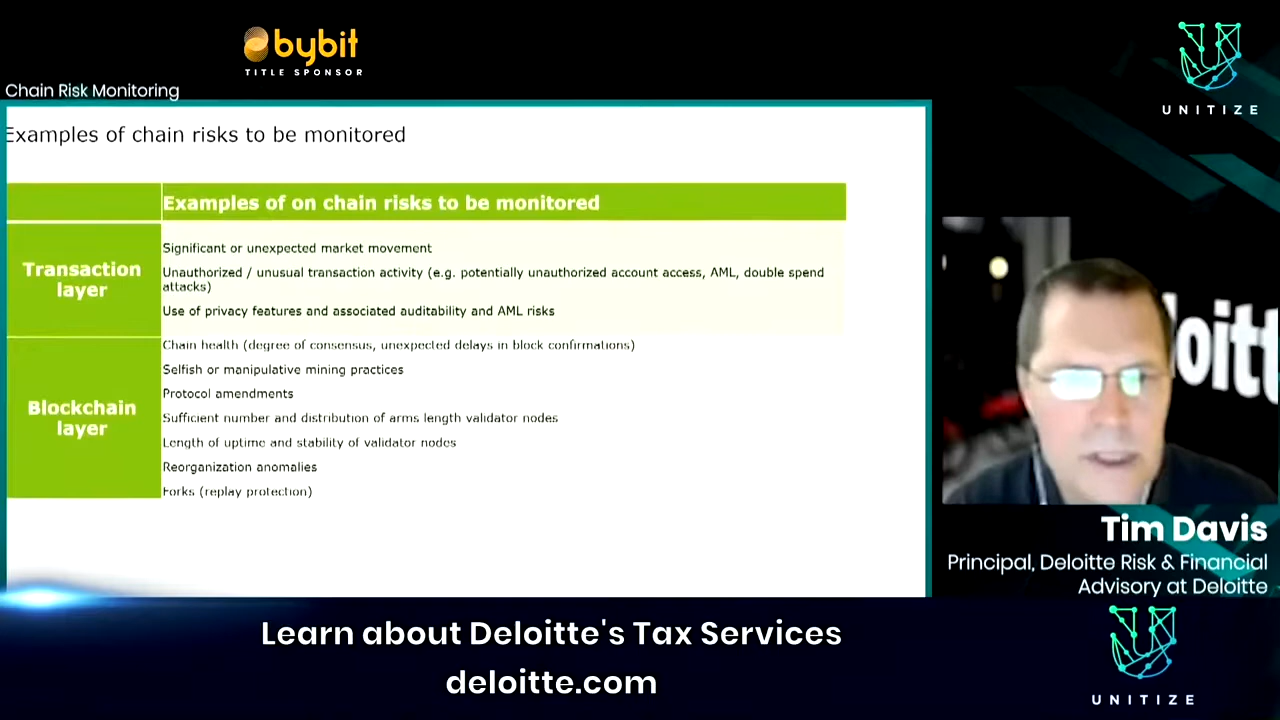 bybit
TITLE SPONSOR
UNITIZE
Chain Risk Monitoring
Examples of chain risks to be monitored
Examples of on chain risks to be monitored
Transaction
layer
Significant or unexpected market movement
Unauthorized / unusual transaction activity (e.g. potentially unauthorized account access, AML, double spend
attacks)
Use of privacy features and associated auditability and AML risks
Blockchain
layer
Chain health (degree of consensus, unexpected delays in block confirmations)
Selfish or manipulative mining practices
Protocol amendments
Sufficient number and distribution of arms length validator nodes
Length of uptime and stability of validator nodes
Reorganization anomalies
Forks (replay protection)
loitt
Tim Davis
Principal, Deloitte Risk & Financial
Advisory at Deloitte
Learn about Deloitte's Tax Services
deloitte.com
UNITIZE